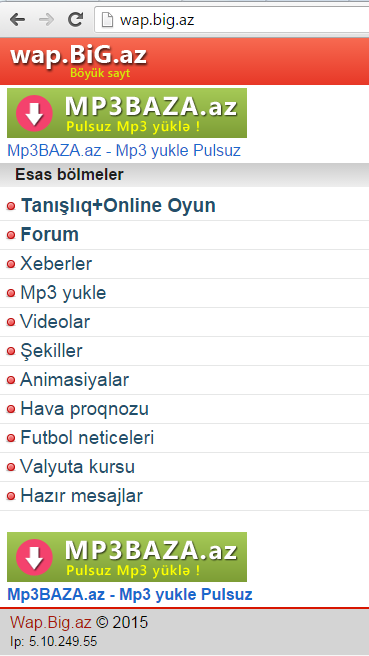 wap.big.az
wap.BiG.az
Böyük sayt
MP3BAZA.az
Pulsuz Mp3 yüklə !
Mp3BAZA.az - Mp3 yukle Pulsuz
Esas bölmeler
Tanışlıq+Online Oyun
Forum
Xeberler
Mp3 yukle
Videolar
Şekiller
Animasiyalar
Hava proqnozu
Futbol neticeleri
Valyuta kursu
Hazır mesajlar
MP3BAZA.az
Pulsuz Mp3 yüklə !
Mp3BAZA.az - Mp3 yukle Pulsuz
Wap.Big.az © 2015
Ip: 5.10.249.55